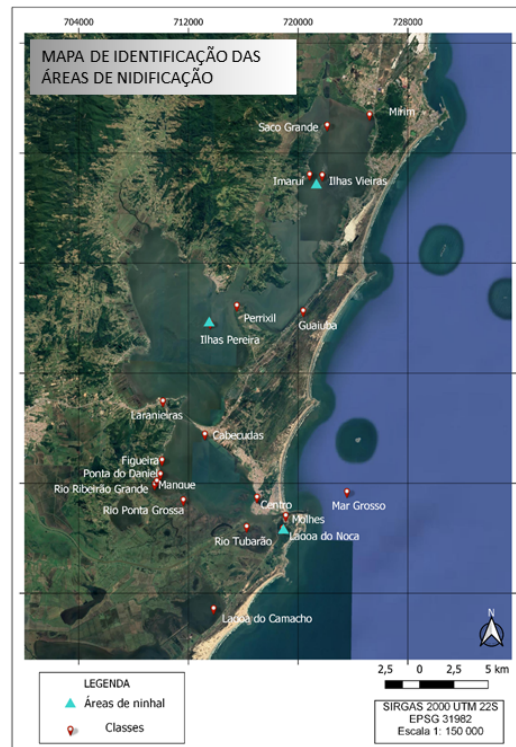 704000 712000 720000 728000
MAPA DE IDENTIFICAÇÃO DAS
ÁREAS DE NIDIFICAÇÃO
Mirim
Saco Grande
Imaruí
Ilhas Vieiras
Perrixil
Guaiuba
Ilhas Pereira
Laranjeiras
Cabeçudas
Figueira
Ponta do Daniel
Rio Ribeirão Grande
Mangue
Rio Ponta Grossa
Centro
Mar Grosso
Molhes
Rio Tubarão
Lagoa do Noca
Lagoa do Camacho
N
2,5 0 2,5 5 km
LEGENDA
Áreas de ninhal
Classes
SIRGAS 2000 UTM 22S
EPSG 31982
Escala 1: 150 000